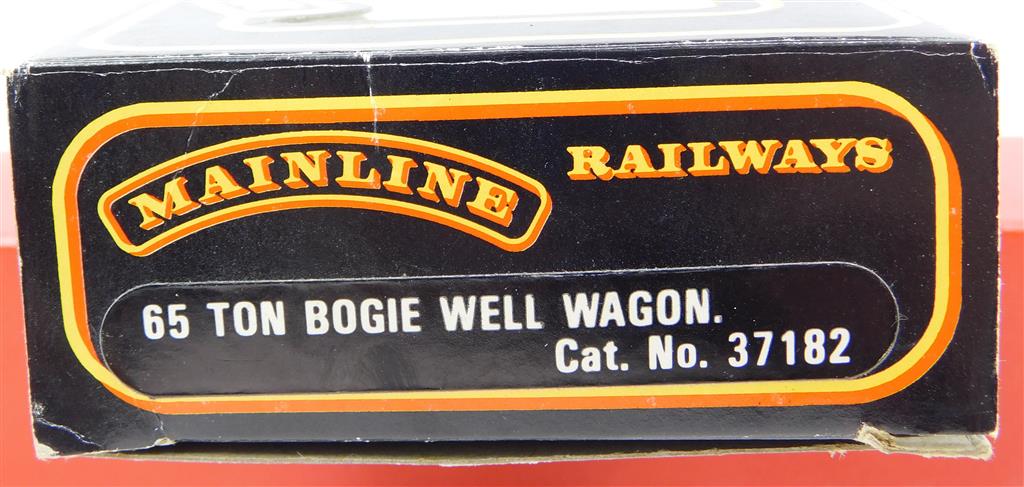 MAINLINE RAILWAYS
65 TON BOGIE WELL WAGON.
Cat. No. 37182